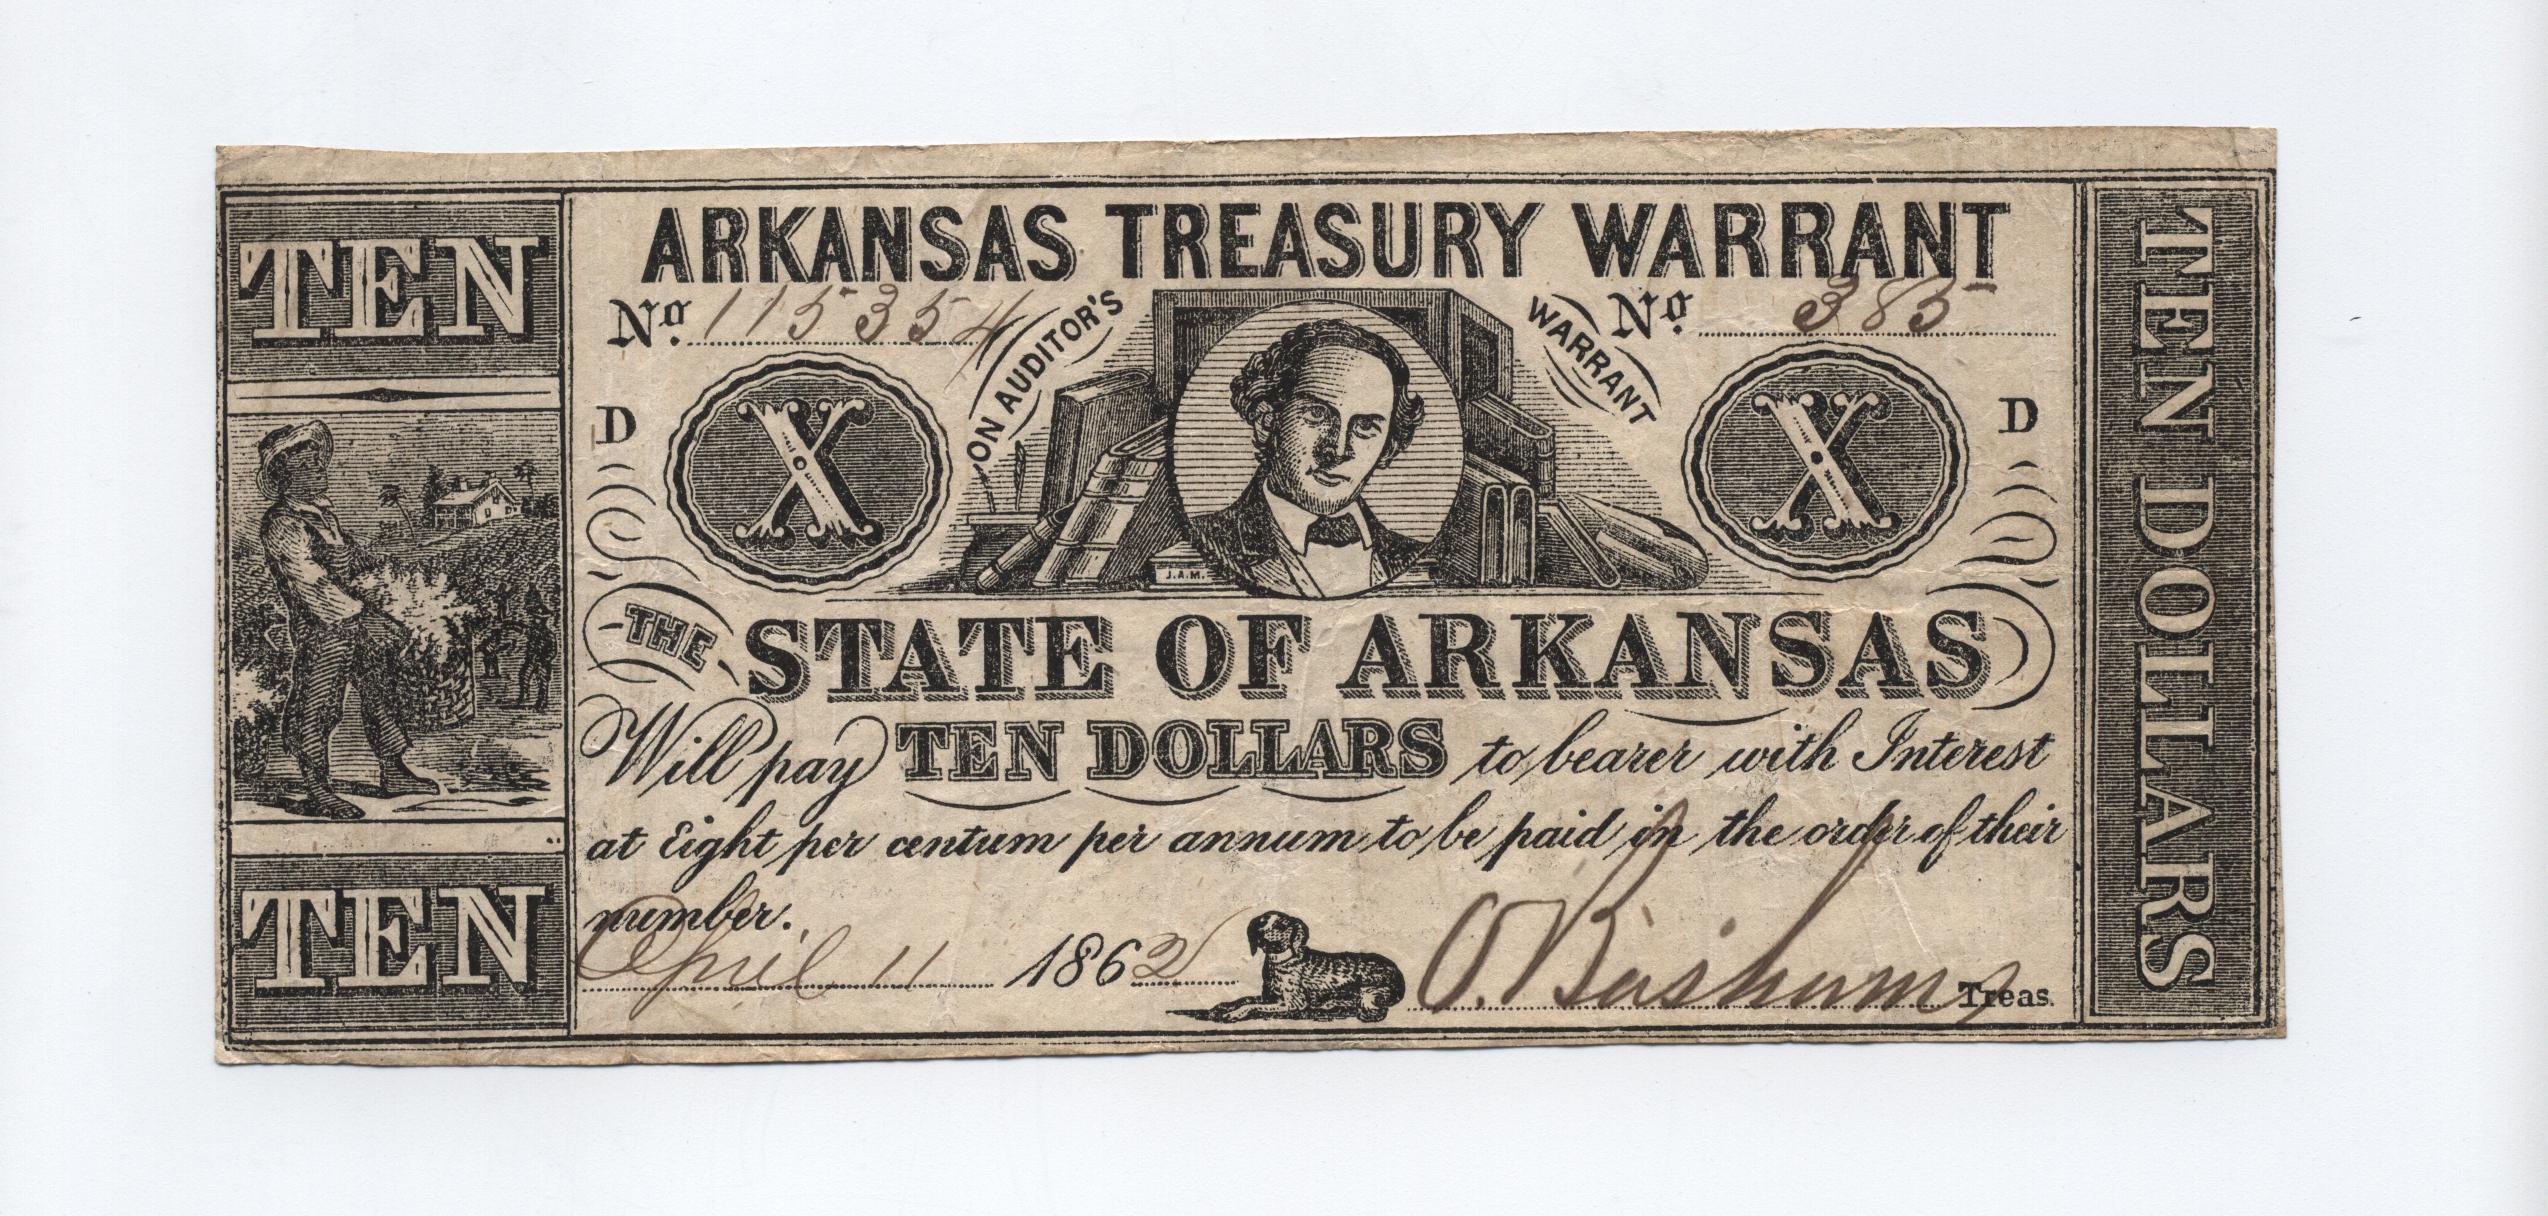 ARKANSAS TREASURY WARRANT
TEN
No. 115354
ON AUDITOR'S
WARRANT
No. 385
D
X
X
D
J.A.M.
THE STATE OF ARKANSAS
Will pay TEN DOLLARS to bearer with Interest
at Eight per centum per annum to be paid in the order of their
number.
TEN
April 11 1862
O. Basham Treas.
TEN DOLLARS